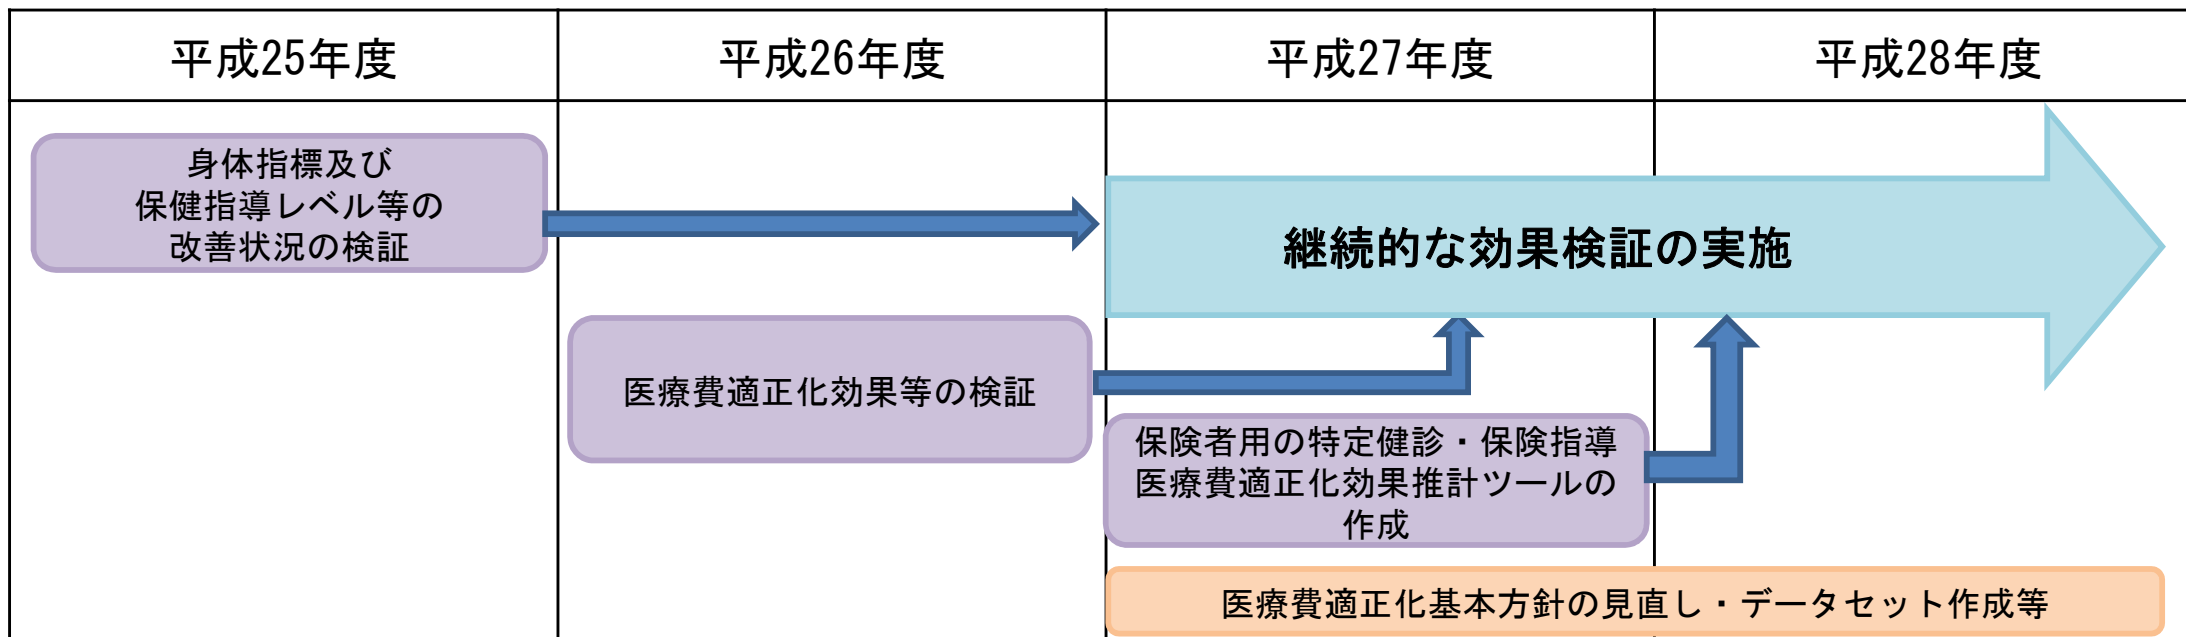 平成25年度
平成26年度
平成27年度
平成28年度
身体指標及び
保健指導レベル等の
改善状況の検証
継続的な効果検証の実施
医療費適正化効果等の検証
保険者用の特定健診・保険指導
医療費適正化効果推計ツールの
作成
医療費適正化基本方針の見直し・データセット作成等